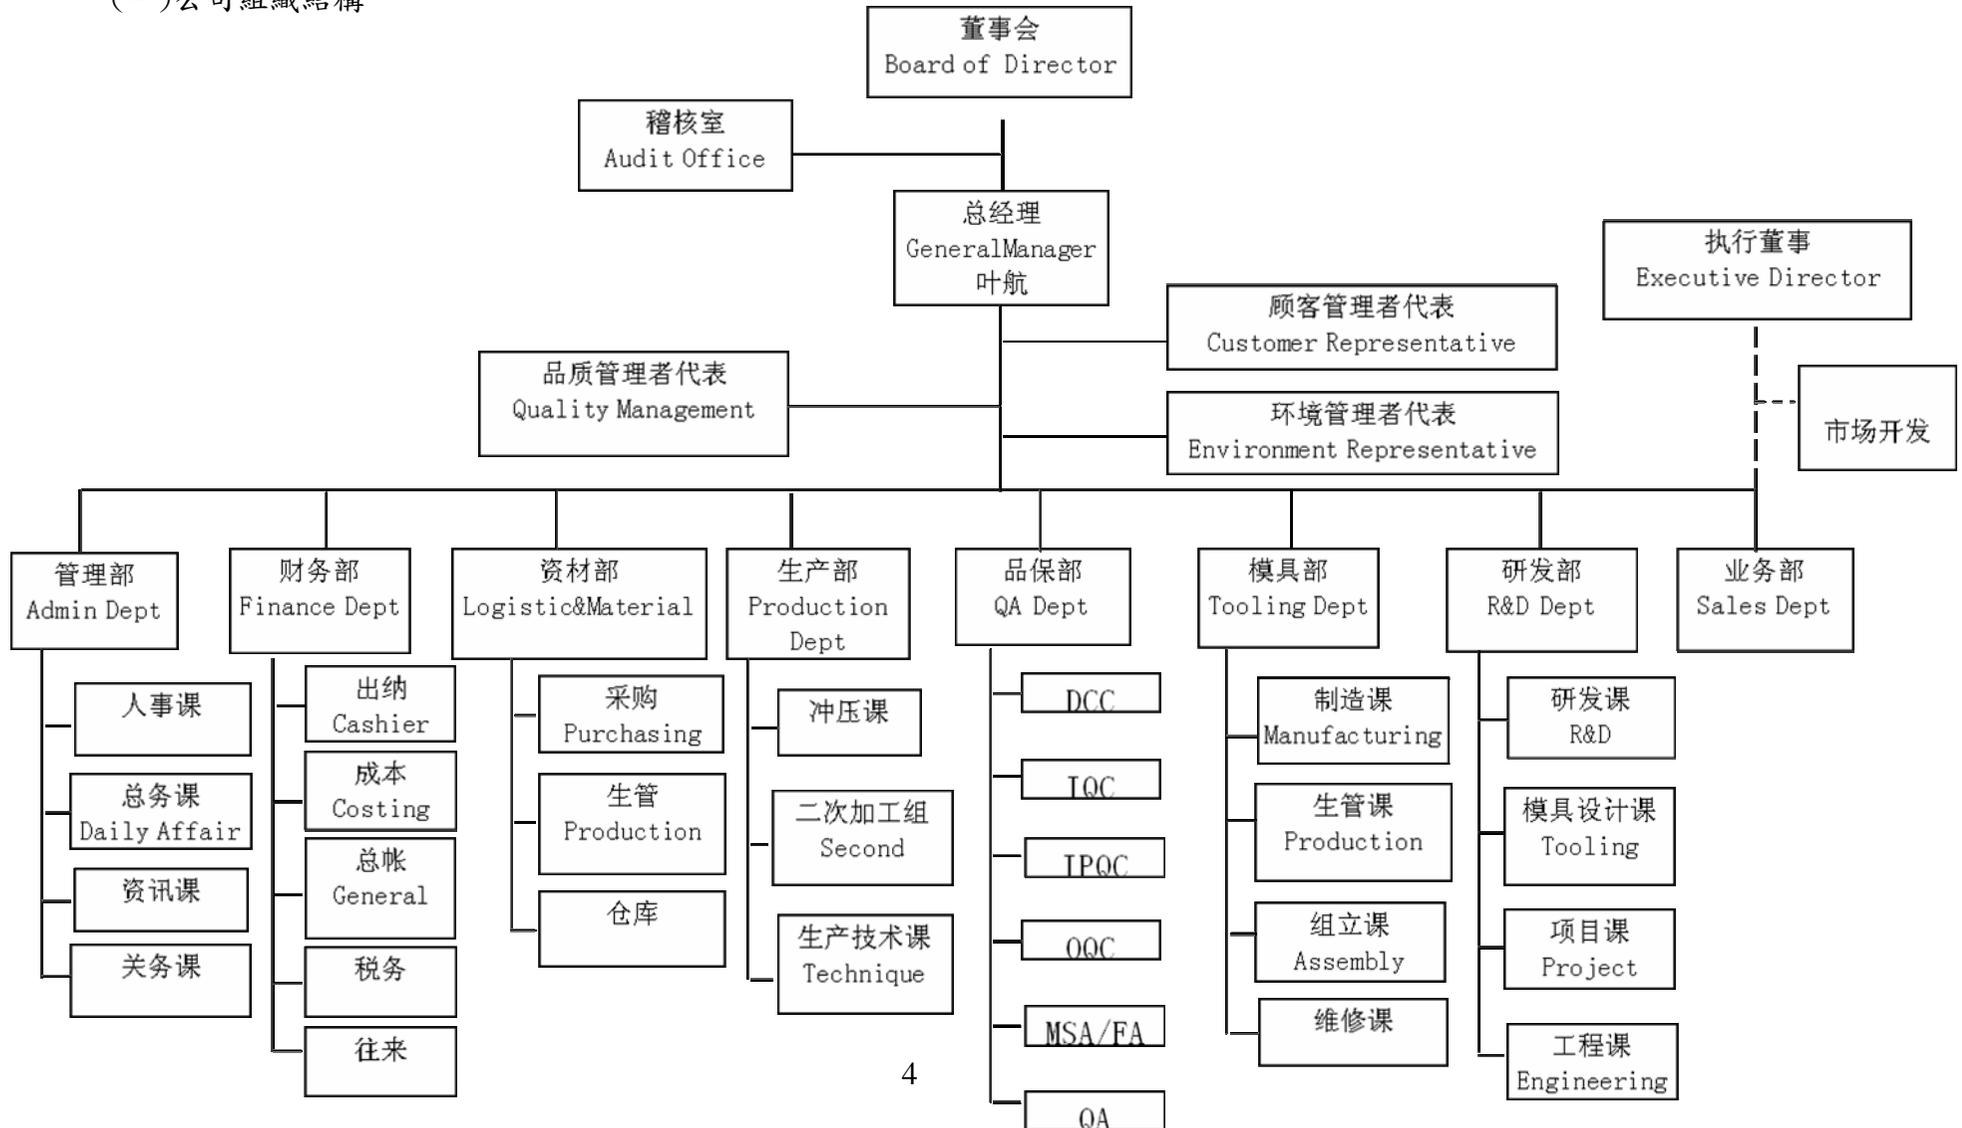 (一)公司組織結構
董事会
Board of Director
稽核室
Audit Office
总经理
GeneralManager
叶航
执行董事
Executive Director
顾客管理者代表
Customer Representative
品质管理者代表
Quality Management
环境管理者代表
Environment Representative
市场开发
管理部
Admin Dept
财务部
Finance Dept
资材部
Logistic&Material
生产部
Production
Dept
品保部
QA Dept
模具部
Tooling Dept
研发部
R&D Dept
业务部
Sales Dept
人事课
总务课
Daily Affair
资讯课
关务课
出纳
Cashier
成本
Costing
总帐
General
税务
往来
采购
Purchasing
生管
Production
仓库
冲压课
二次加工组
Second
生产技术课
Technique
DCC
IQC
IPQC
OQC
MSA/FA
QA
制造课
Manufacturing
生管课
Production
组立课
Assembly
维修课
研发课
R&D
模具设计课
Tooling
项目课
Project
工程课
Engineering
4